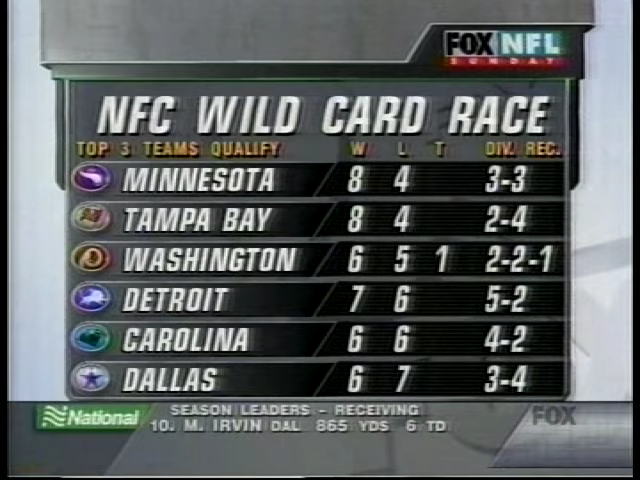 FOX NFL
SUNDAY
NFC WILD CARD RACE
TOP 3 TEAMS QUALIFY W L T DIV. REC.
MINNESOTA 8 4 3-3
TAMPA BAY 8 4 2-4
WASHINGTON 6 5 1 2-2-1
DETROIT 7 6 5-2
CAROLINA 6 6 4-2
DALLAS 6 7 3-4
National SEASON LEADERS - RECEIVING FOX
10. M. IRVIN DAL 865 YDS 6 TD